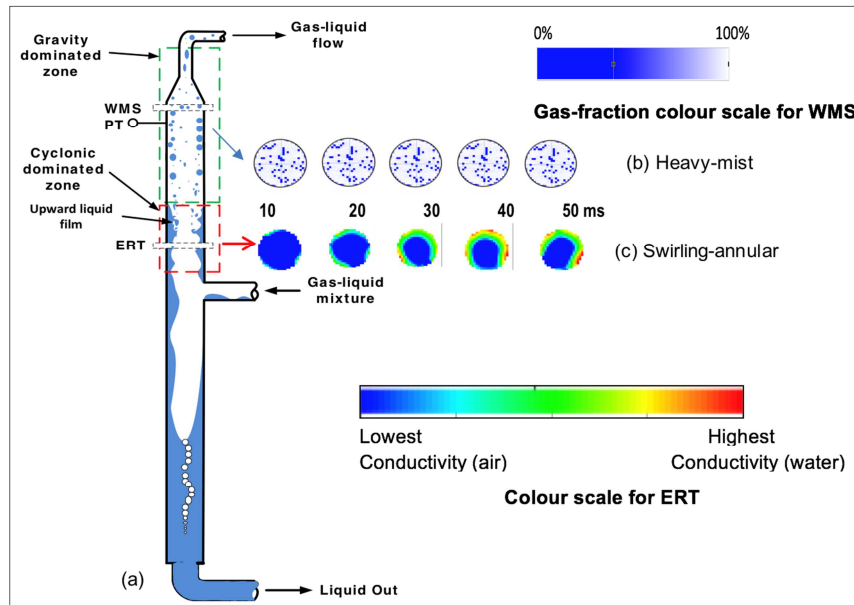 Gas-liquid
flow
Gravity
dominated
zone
0%
100%
WMS
PT
Gas-fraction colour scale for WMS
Cyclonic
dominated
zone
(b) Heavy-mist
Upward liquid
film
10
20
30
40
50 ms
ERT
(c) Swirling-annular
Gas-liquid
mixture
Lowest
Conductivity (air)
Highest
Conductivity (water)
Colour scale for ERT
(a)
Liquid Out